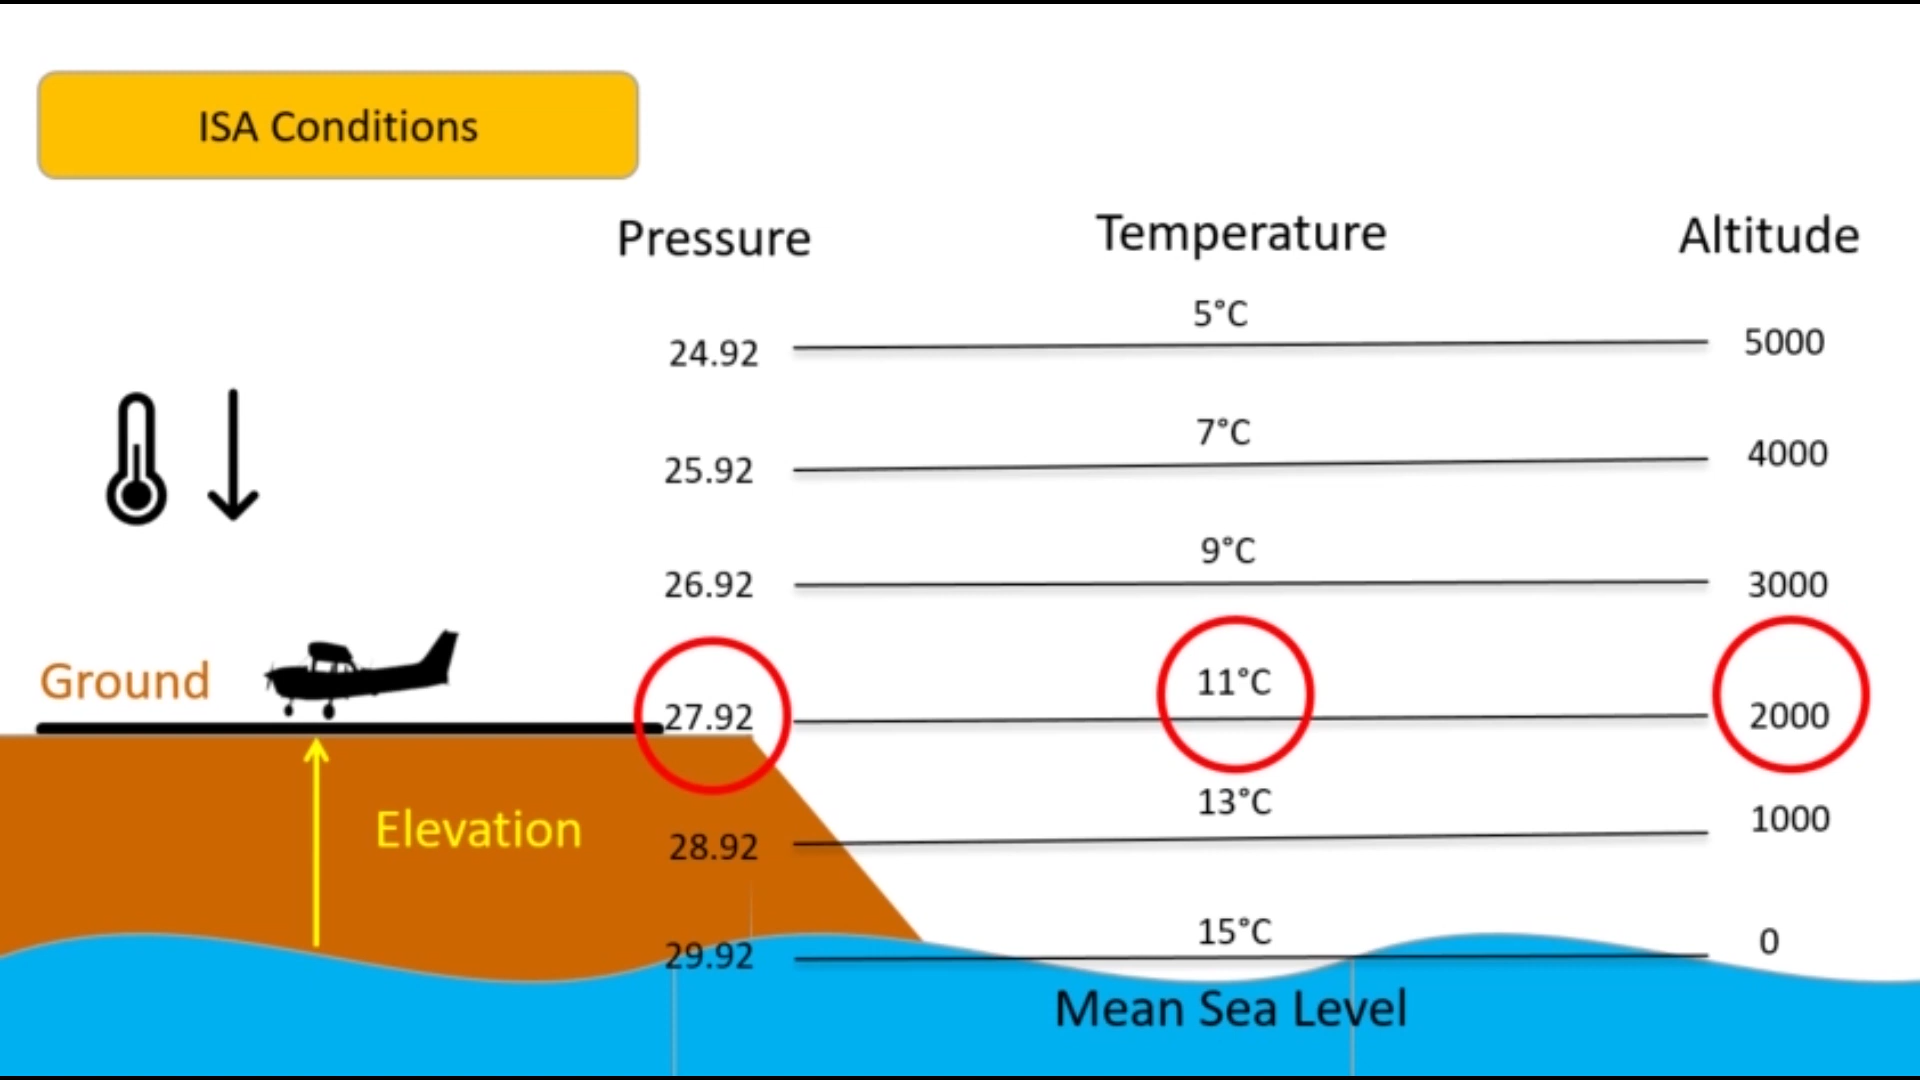 ISA Conditions
Pressure Temperature Altitude
24.92 5°C 5000
25.92 7°C 4000
26.92 9°C 3000
Ground
27.92 11°C 2000
Elevation
28.92 13°C 1000
29.92 15°C 0
Mean Sea Level